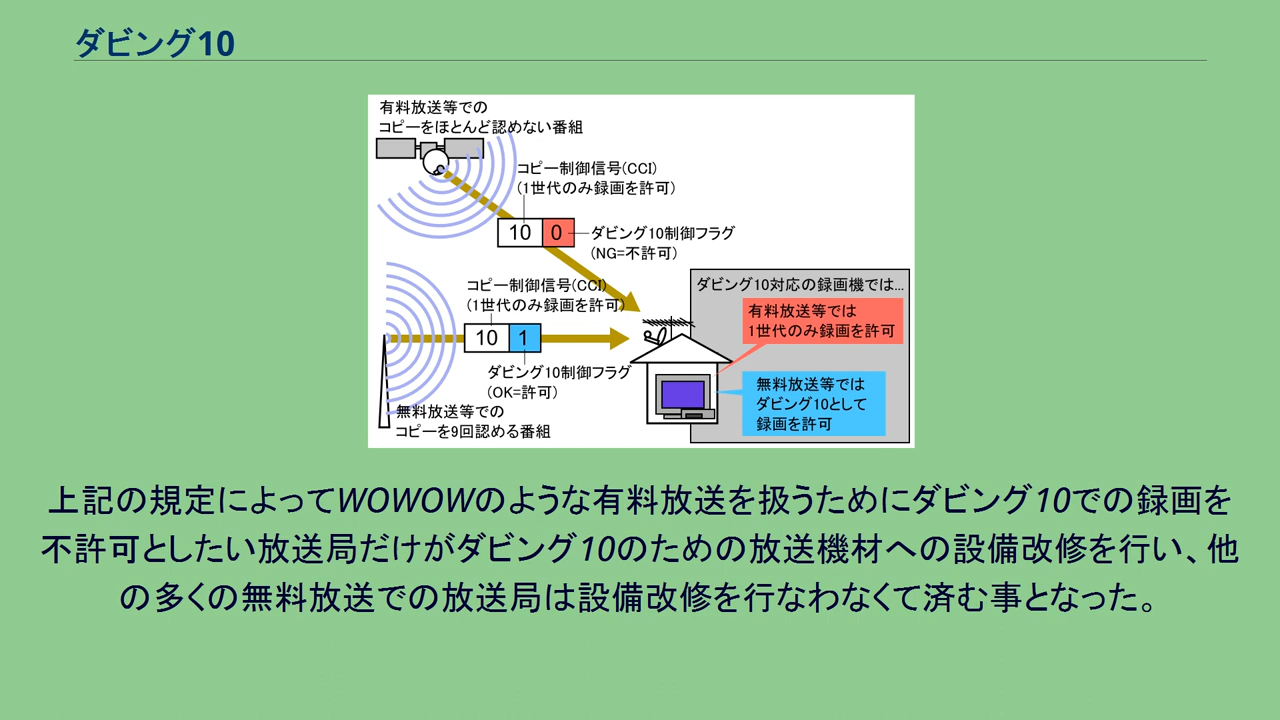 ダビング10
有料放送等での
コピーをほとんど認めない番組
コピー制御信号(CCI)
(1世代のみ録画を許可)
10 0
ダビング10制御フラグ
(NG=不許可)
コピー制御信号(CCI)
(1世代のみ録画を許可)
10 1
ダビング10制御フラグ
(OK=許可)
無料放送等での
コピーを9回認める番組
ダビング10対応の録画機では...
有料放送等では
1世代のみ録画を許可
無料放送等では
ダビング10として
録画を許可
上記の規定によってWOWOWのような有料放送を扱うためにダビング10での録画を
不許可としたい放送局だけがダビング10のための放送機材への設備改修を行い、他
の多くの無料放送での放送局は設備改修を行なわなくて済む事となった。